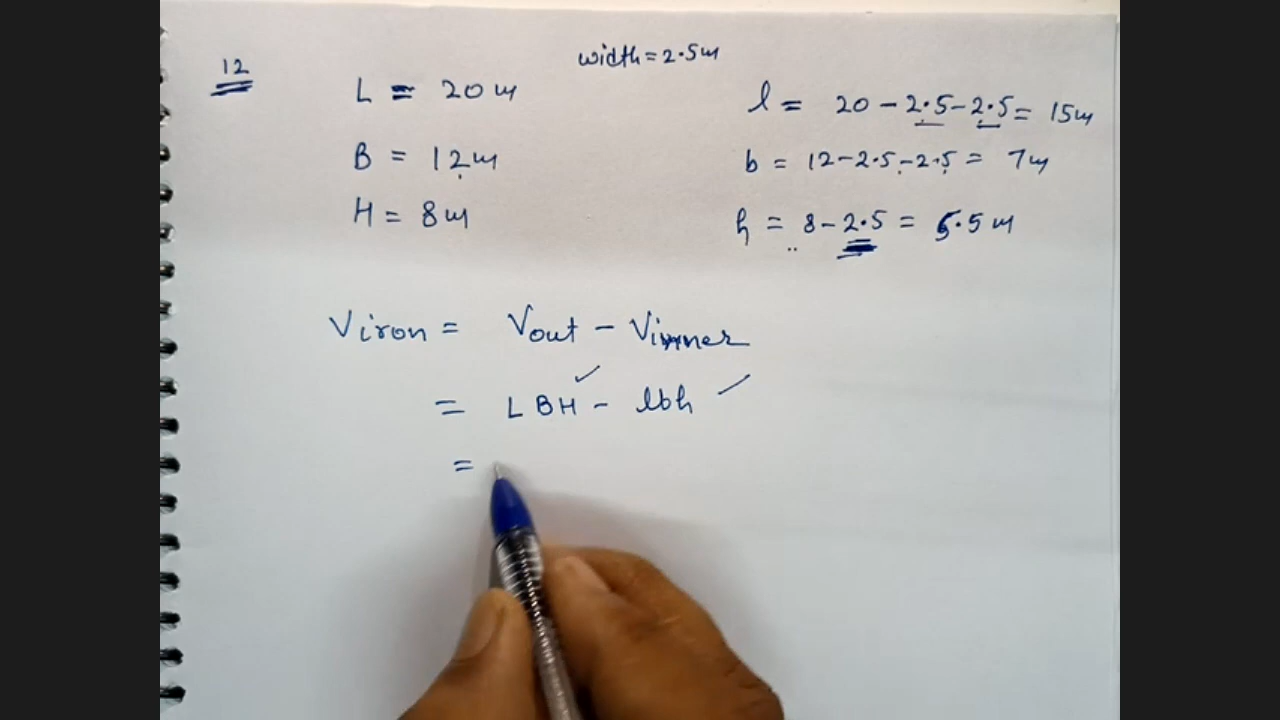 12
width = 2.5m
L = 20m
B = 12m
H = 8m
l = 20 - 2.5 - 2.5 = 15m
b = 12 - 2.5 - 2.5 = 7m
h = 8 - 2.5 = 5.5m
Viron = Vout - Vinner
= LBH - lbh
=